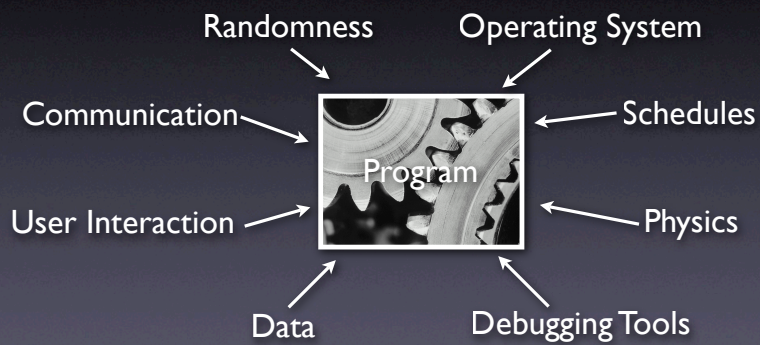 Randomness
Operating System
Communication
Schedules
Program
User Interaction
Physics
Data
Debugging Tools